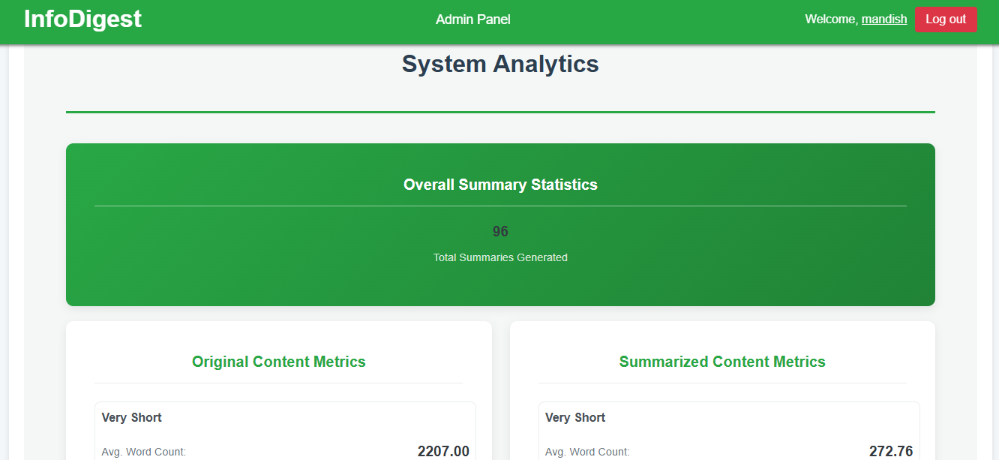 InfoDigest
Admin Panel
Welcome, mandish
Log out
System Analytics
Overall Summary Statistics
96
Total Summaries Generated
Original Content Metrics
Very Short
Avg. Word Count: 2207.00
Summarized Content Metrics
Very Short
Avg. Word Count: 272.76